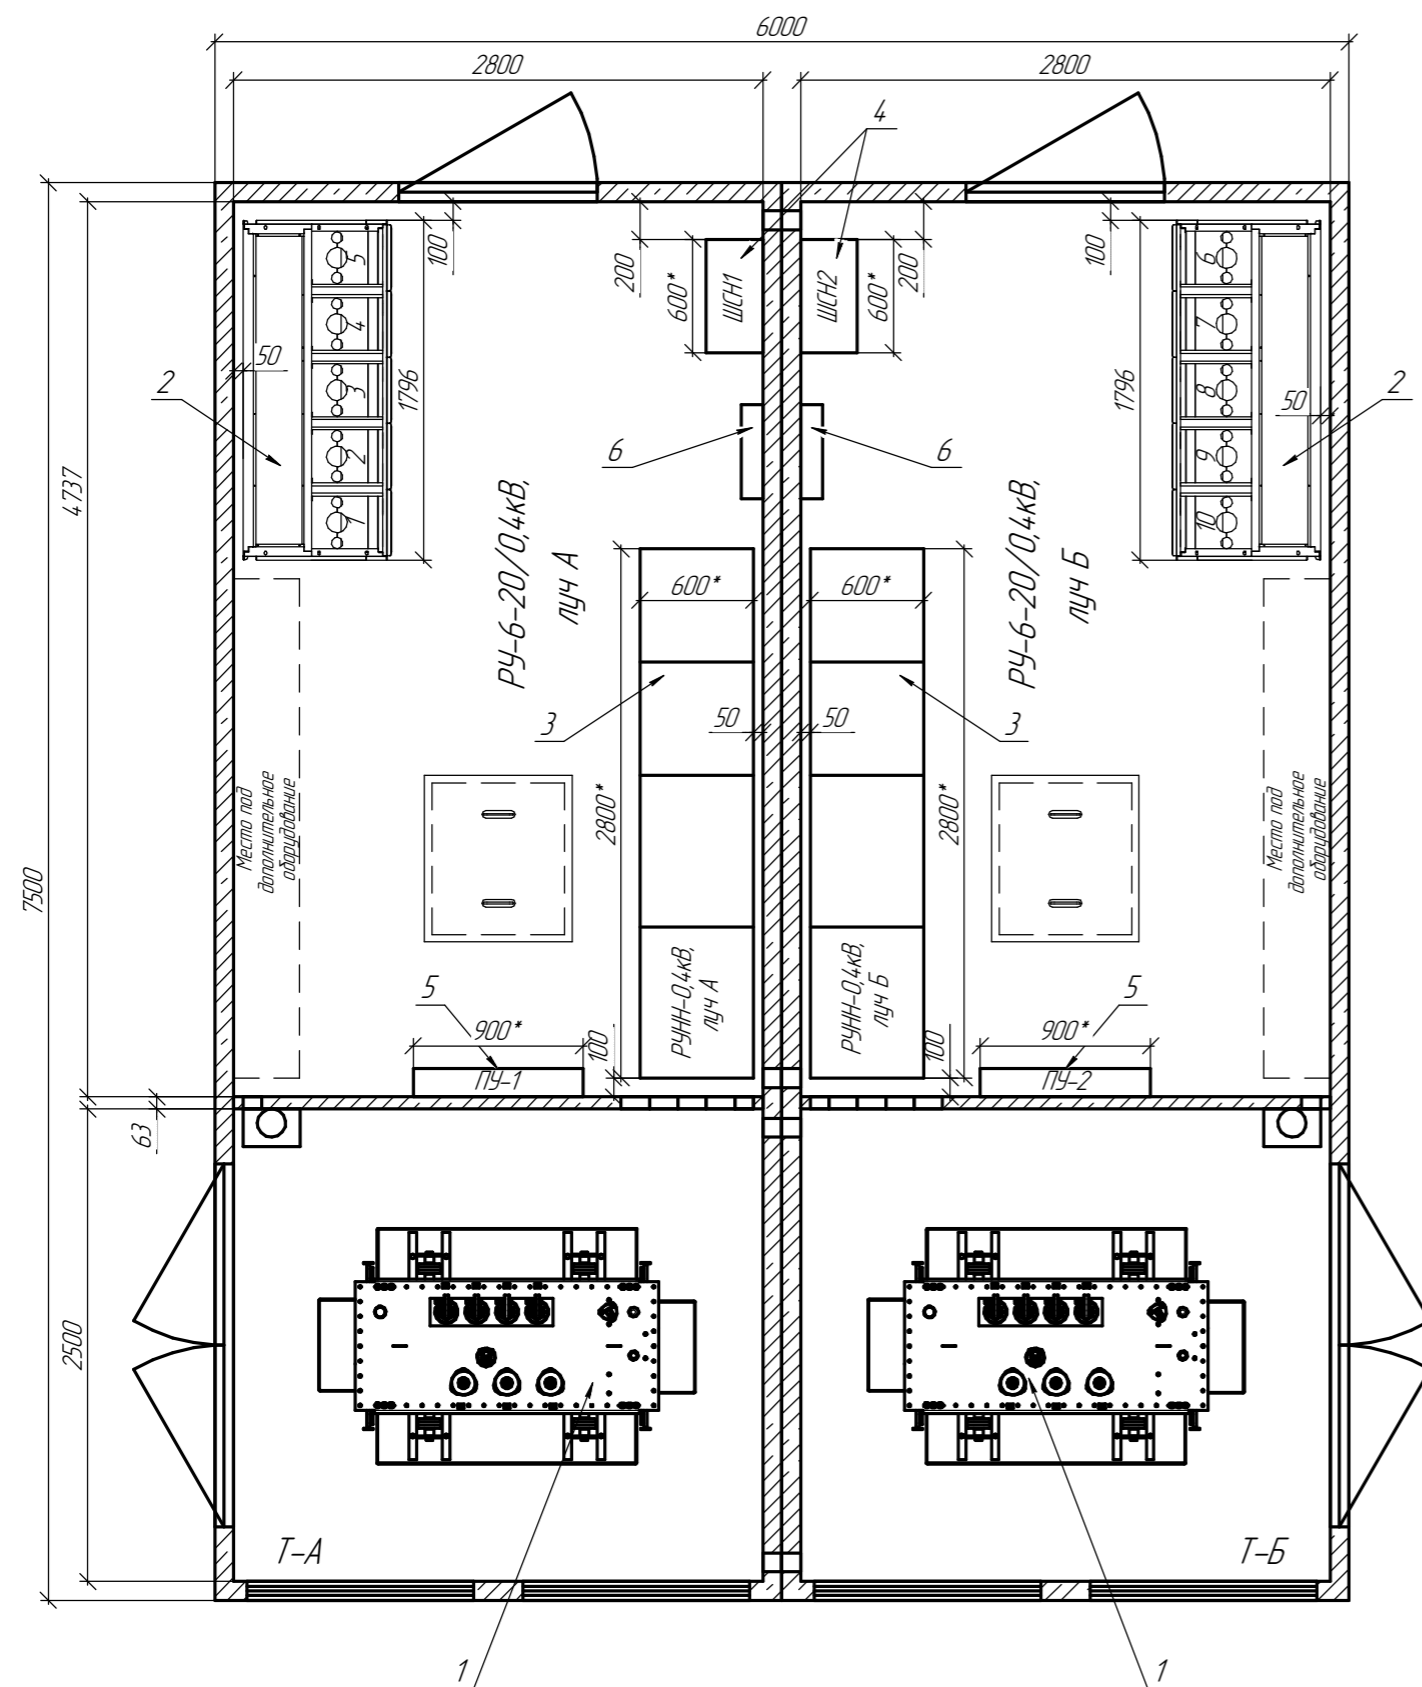 6000
2800
2800
4
5
4
3
2
1
100
200
600*
ШСН1
ШСН2
600*
200
100
6
7
8
9
10
50
1796
1796
50
2
2
6
6
4737
7500
РУ-6-20/0,4кВ,
луч А
РУ-6-20/0,4кВ,
луч Б
600*
600*
3
50
50
3
2800*
2800*
Место под
дополнительное
оборудование
Место под
дополнительное
оборудование
РУНН-0,4кВ,
луч А
РУНН-0,4кВ,
луч Б
5
900*
ПУ-1
100
100
5
900*
ПУ-2
63
2500
Т-А
Т-Б
1
1